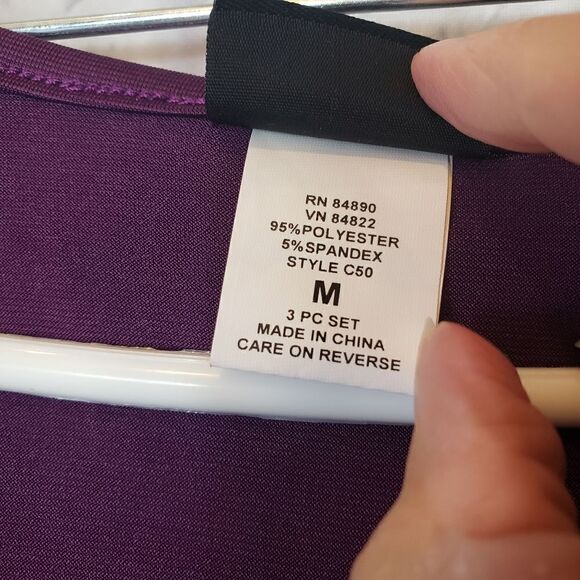 RN 84890
VN 84822
95%POLYESTER
5%SPANDEX
STYLE C50
M
3 PC SET
MADE IN CHINA
CARE ON REVERSE